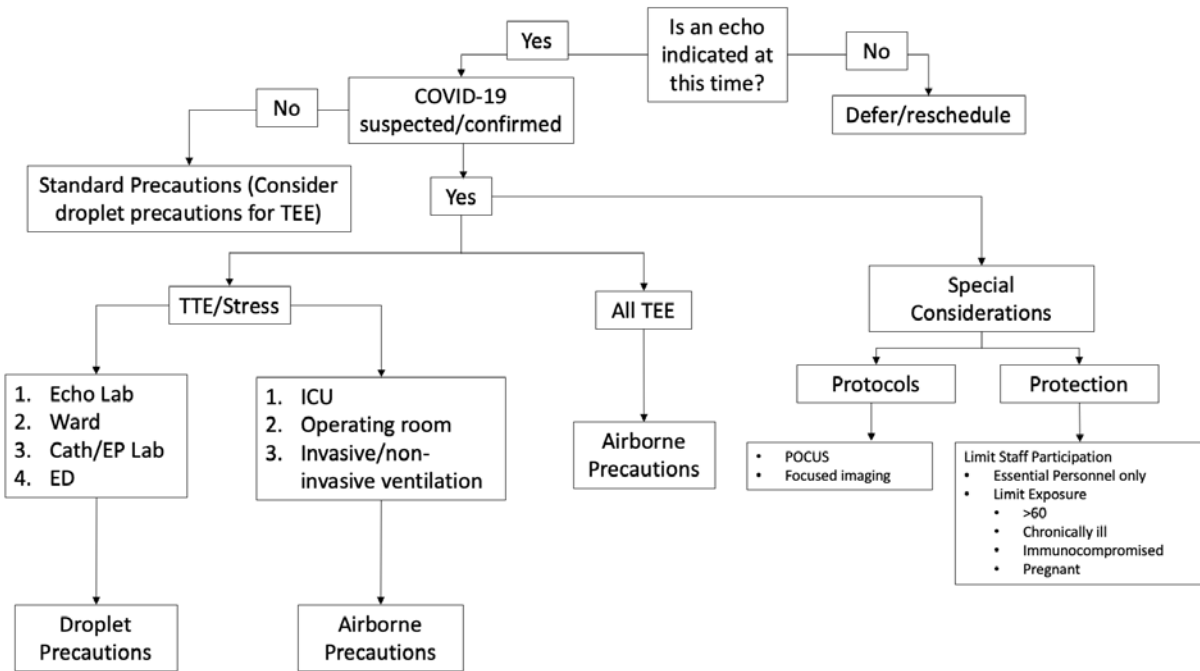 Is an echo
indicated at
this time?
Yes
No
COVID-19
suspected/confirmed
Defer/reschedule
No
Standard Precautions (Consider
droplet precautions for TEE)
Yes
TTE/Stress
All TEE
Special
Considerations
1. Echo Lab
2. Ward
3. Cath/EP Lab
4. ED
1. ICU
2. Operating room
3. Invasive/non-
invasive ventilation
Airborne
Precautions
Protocols
Protection
• POCUS
• Focused imaging
Limit Staff Participation
• Essential Personnel only
• Limit Exposure
• >60
• Chronically ill
• Immunocompromised
• Pregnant
Droplet
Precautions
Airborne
Precautions